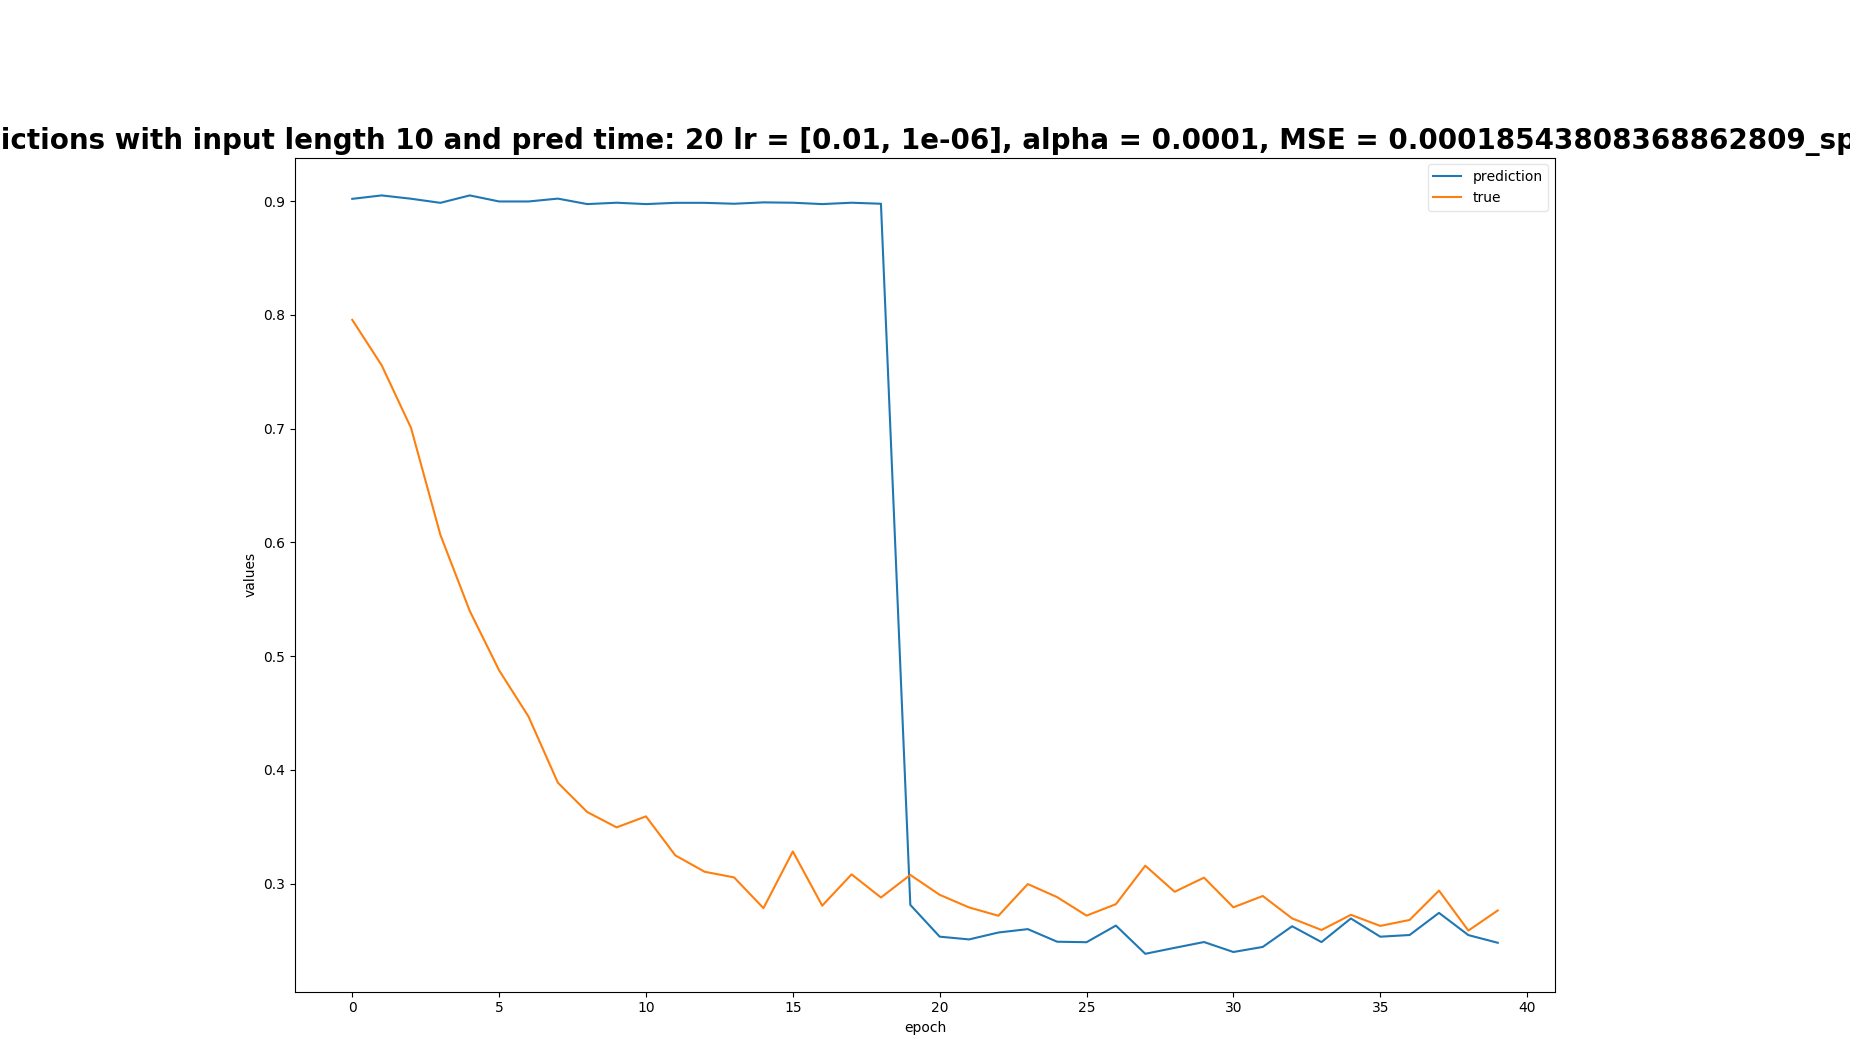 ictions with input length 10 and pred time: 20 lr = [0.01, 1e-06], alpha = 0.0001, MSE = 0.00018543808368862809_sp
prediction
true
0.9
0.8
0.7
0.6
0.5
0.4
0.3
values
0 5 10 15 20 25 30 35 40
epoch